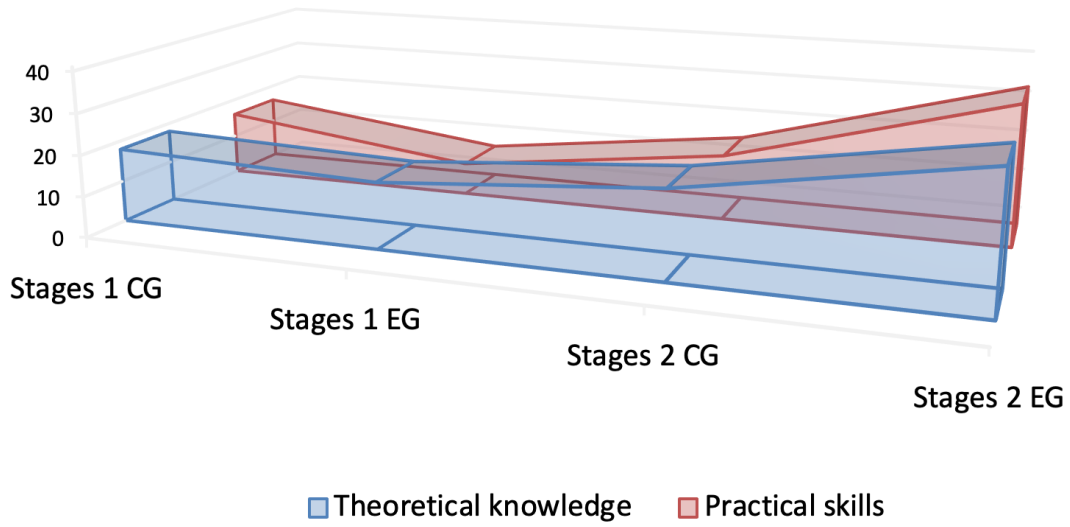 40
30
20
10
0
Stages 1 CG
Stages 1 EG
Stages 2 CG
Stages 2 EG
Theoretical knowledge
Practical skills